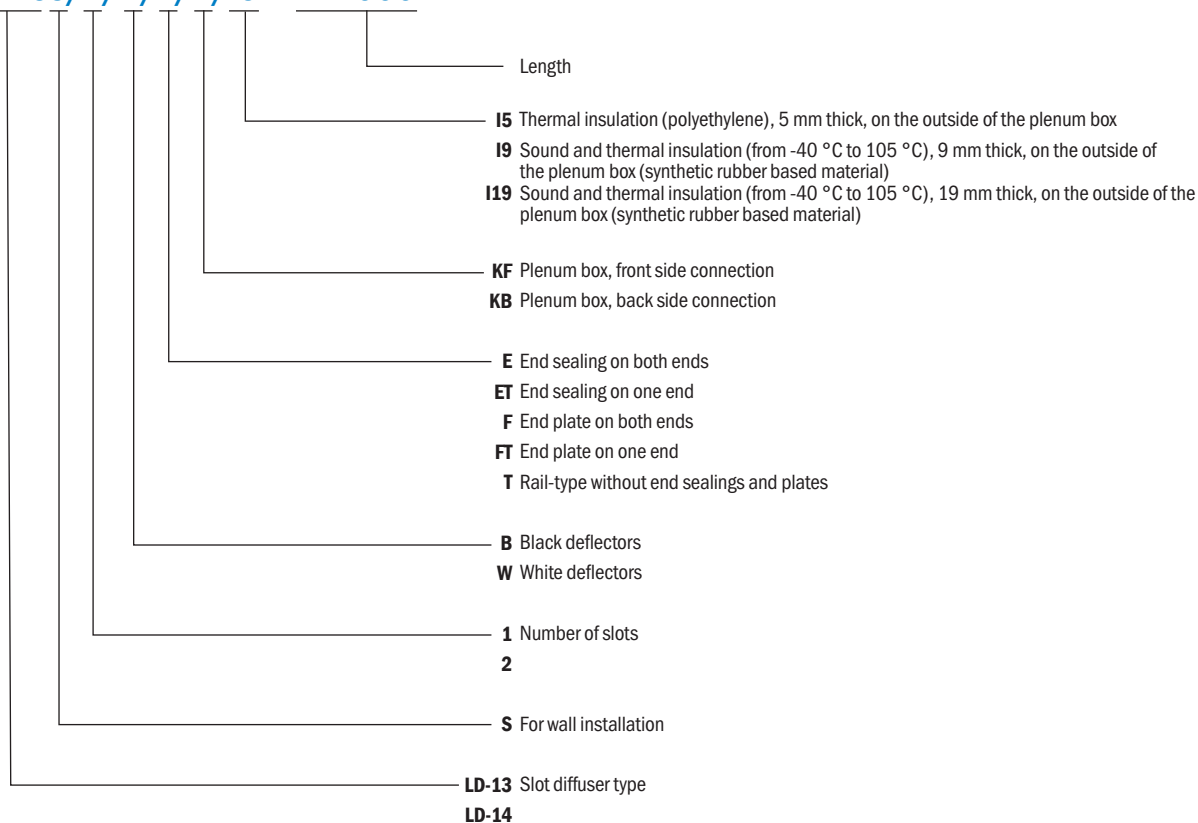 Length
I5 Thermal insulation (polyethylene), 5 mm thick, on the outside of the plenum box
I9 Sound and thermal insulation (from -40 °C to 105 °C), 9 mm thick, on the outside of
the plenum box (synthetic rubber based material)
I19 Sound and thermal insulation (from -40 °C to 105 °C), 19 mm thick, on the outside of the
plenum box (synthetic rubber based material)
KF Plenum box, front side connection
KB Plenum box, back side connection
E End sealing on both ends
ET End sealing on one end
F End plate on both ends
FT End plate on one end
T Rail-type without end sealings and plates
B Black deflectors
W White deflectors
1 Number of slots
2
S For wall installation
LD-13 Slot diffuser type
LD-14